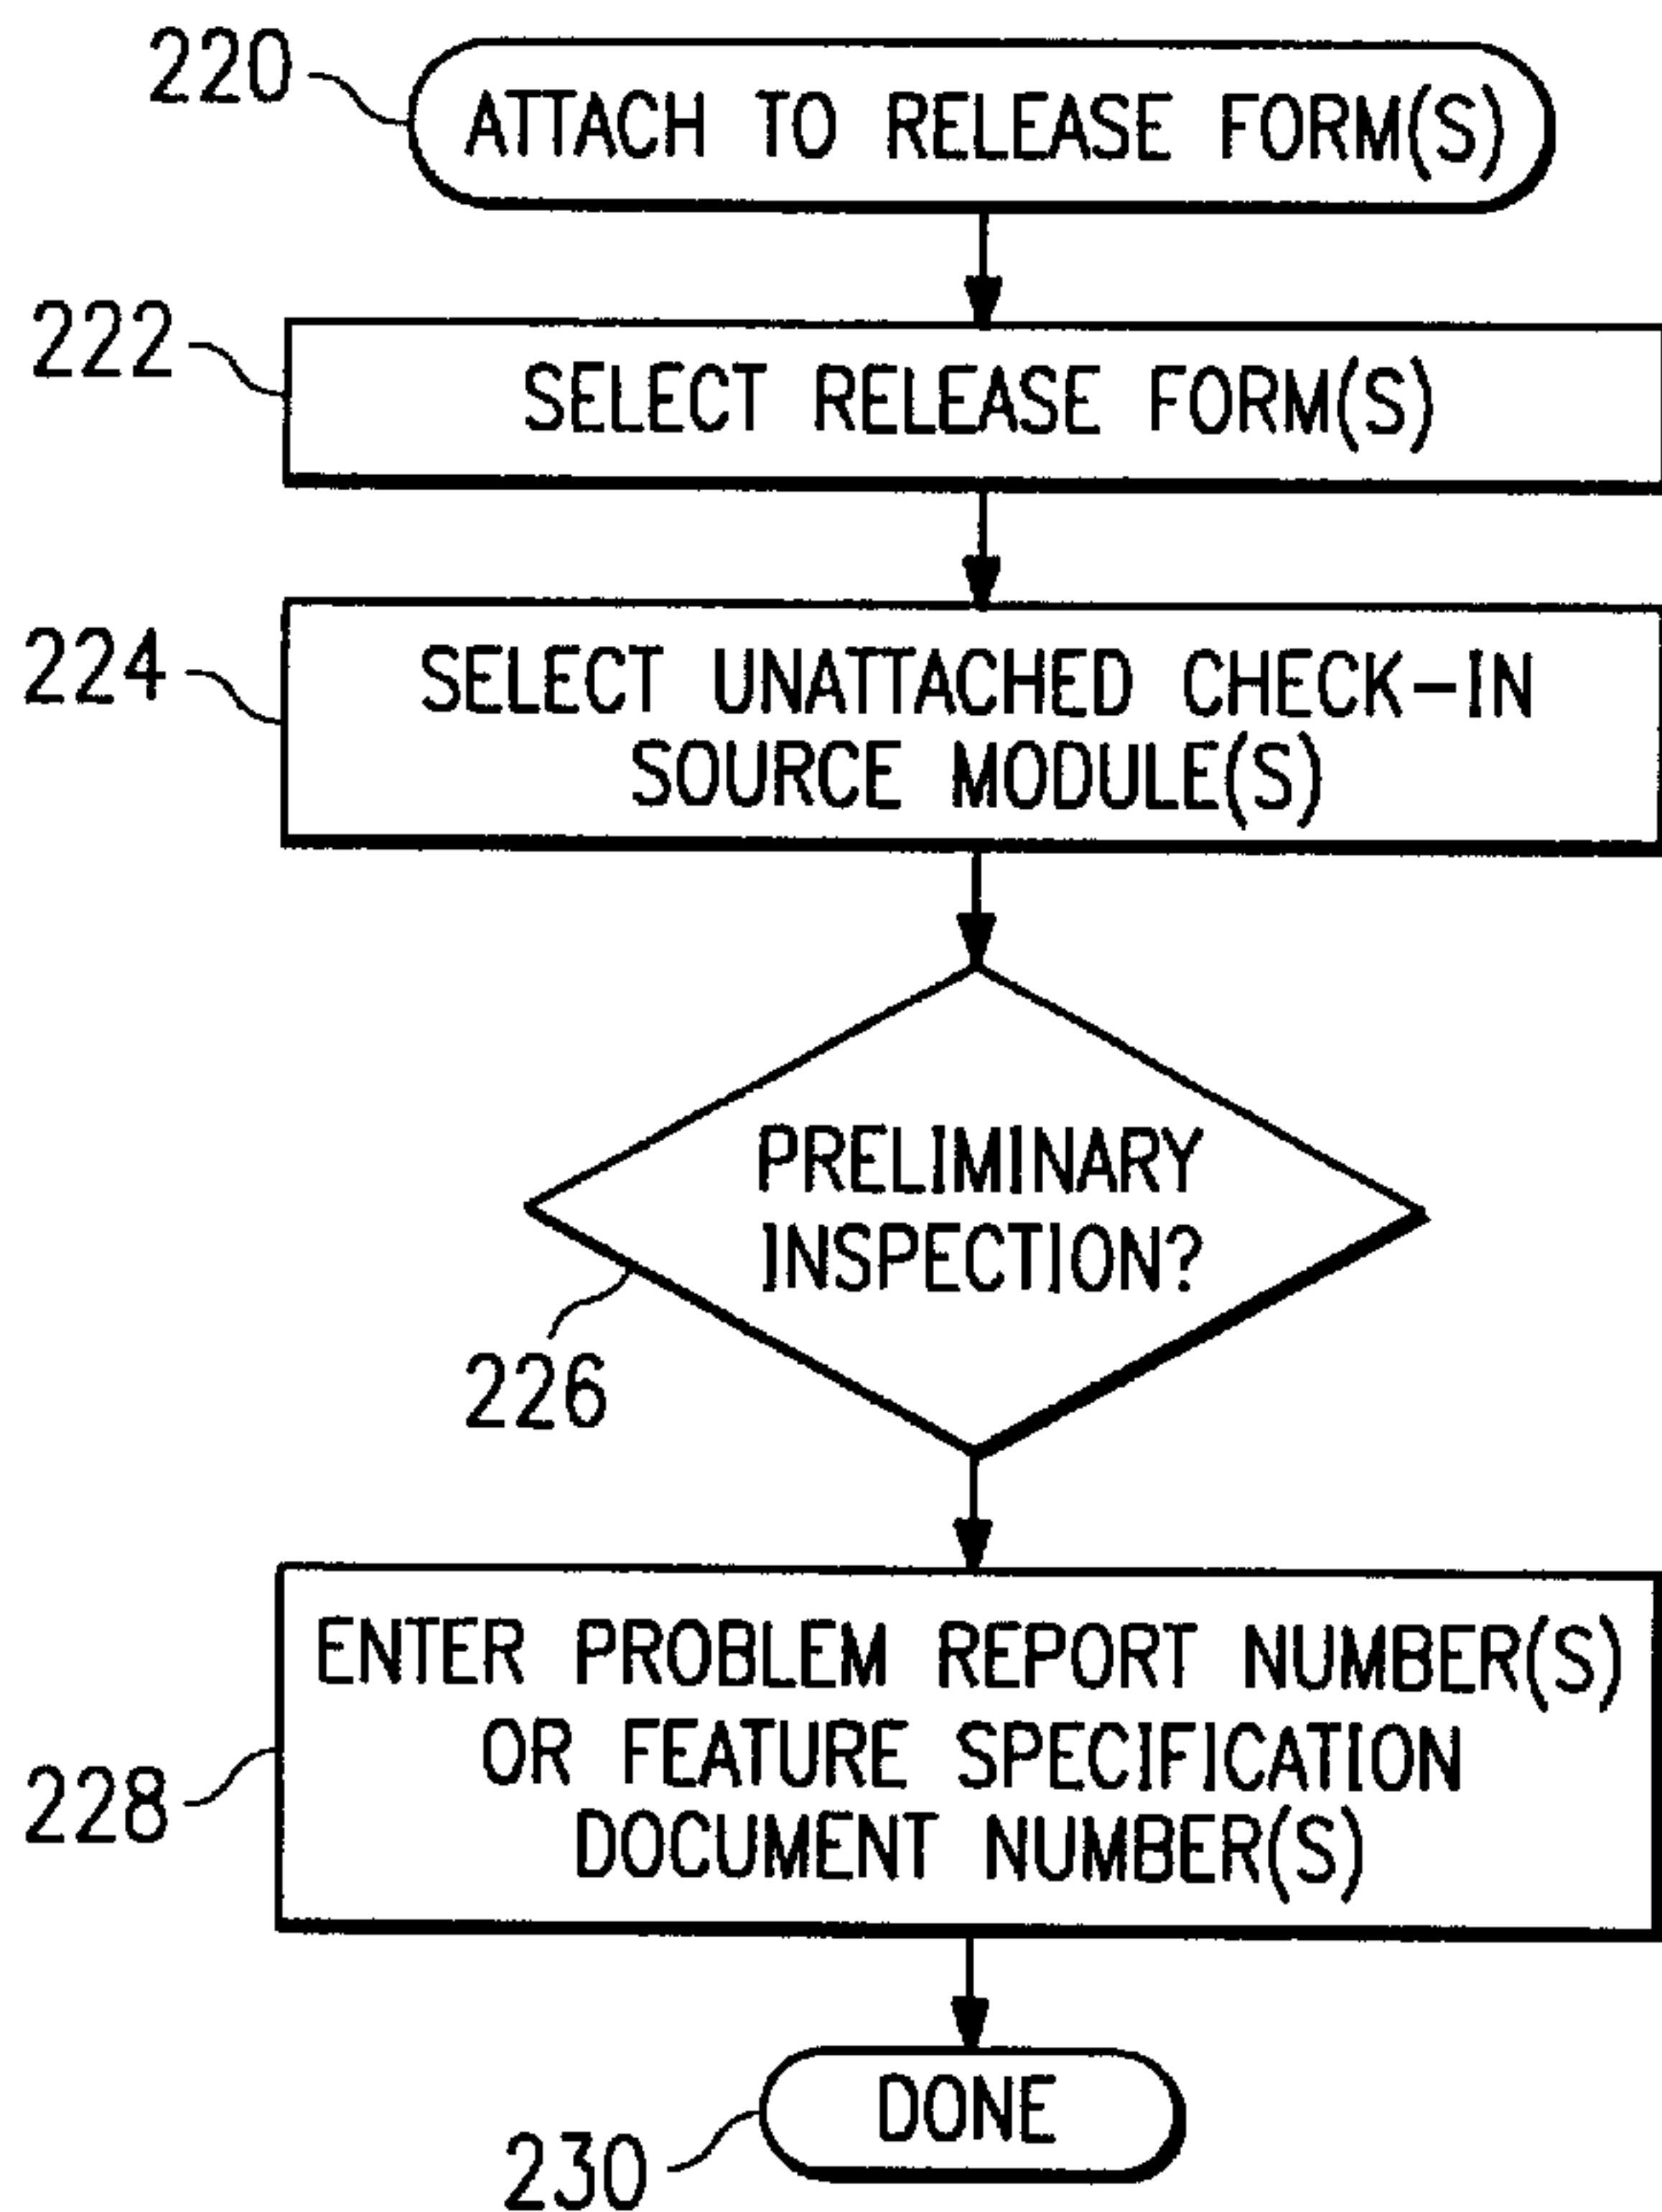 220
ATTACH TO RELEASE FORM(S)
222
SELECT RELEASE FORM(S)
224
SELECT UNATTACHED CHECK-IN
SOURCE MODULE(S)
PRELIMINARY
INSPECTION?
226
ENTER PROBLEM REPORT NUMBER(S)
OR FEATURE SPECIFICATION
DOCUMENT NUMBER(S)
228
DONE
230